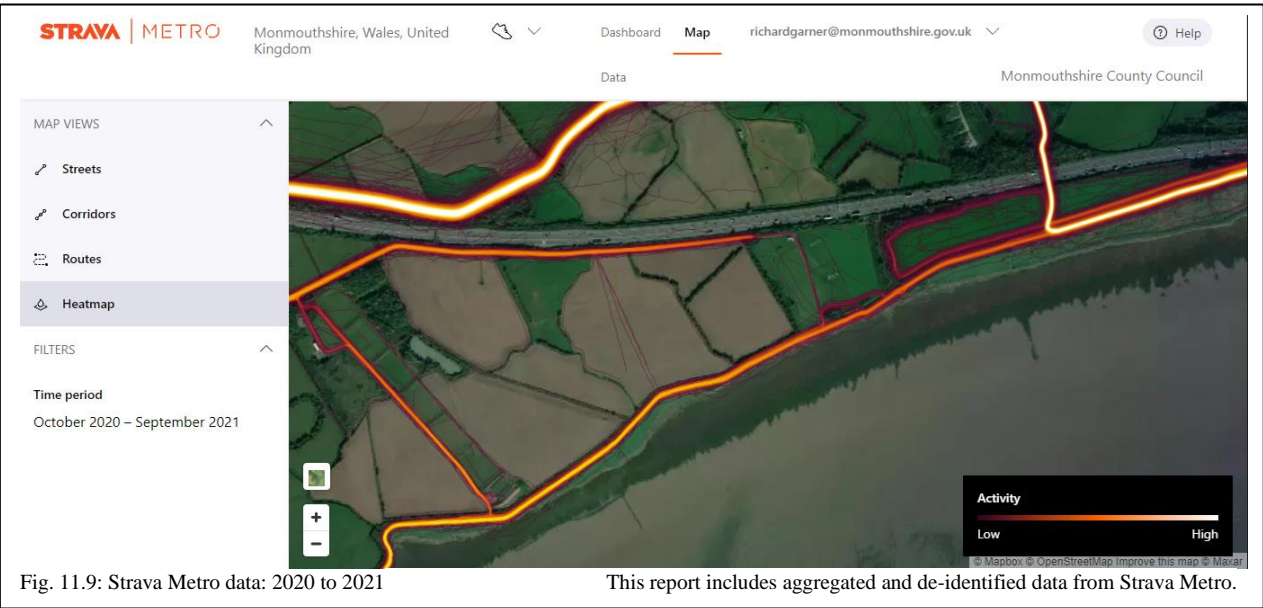 STRAVA | METRO
Monmouthshire, Wales, United
Kingdom
Dashboard
Map
richardgarner@monmouthshire.gov.uk
Help
Data
Monmouthshire County Council
MAP VIEWS
Streets
Corridors
Routes
Heatmap
FILTERS
Time period
October 2020 – September 2021
+
−
Activity
Low High
© Mapbox © OpenStreetMap Improve this map © Maxar
Fig. 11.9: Strava Metro data: 2020 to 2021 This report includes aggregated and de-identified data from Strava Metro.